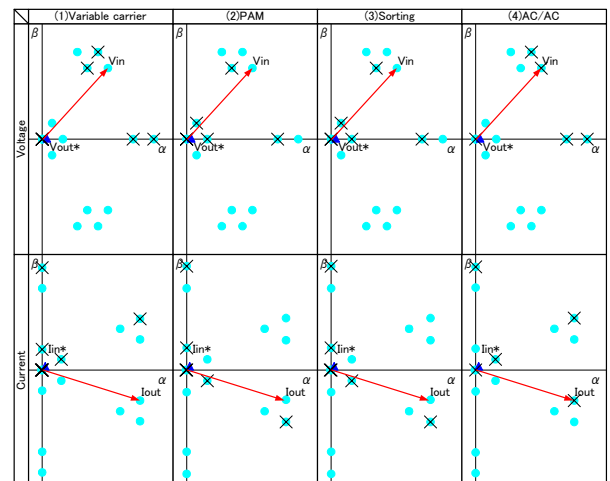 (1)Variable carrier
(2)PAM
(3)Sorting
(4)AC/AC
Voltage
β
Vin
Vout*
α
β
Vin
Vout*
α
β
Vin
Vout*
α
β
Vin
Vout*
α
Current
β
Iin*
α
Iout
β
Iin*
α
Iout
β
Iin*
α
Iout
β
Iin*
α
Iout